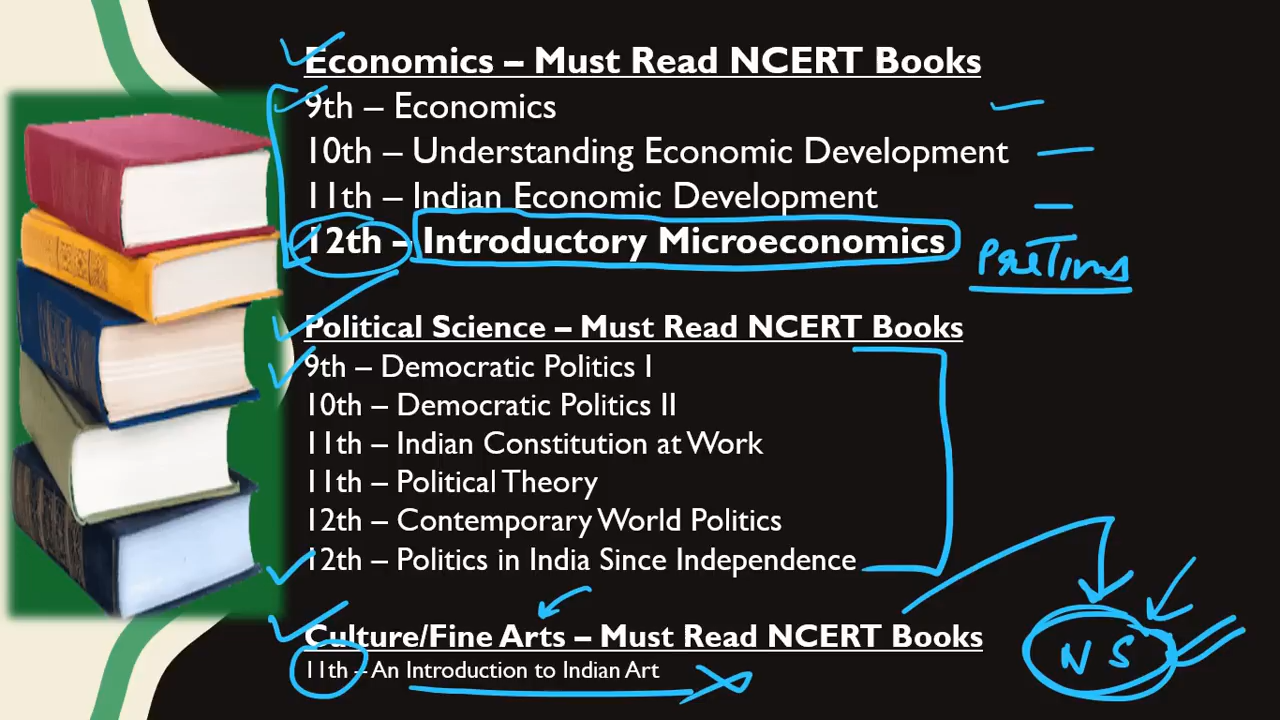 Economics – Must Read NCERT Books
9th – Economics
10th – Understanding Economic Development
11th – Indian Economic Development
12th – Introductory Microeconomics
Prelims
Political Science – Must Read NCERT Books
9th – Democratic Politics I
10th – Democratic Politics II
11th – Indian Constitution at Work
11th – Political Theory
12th – Contemporary World Politics
12th – Politics in India Since Independence
Culture/Fine Arts – Must Read NCERT Books
11th – An Introduction to Indian Art
NS